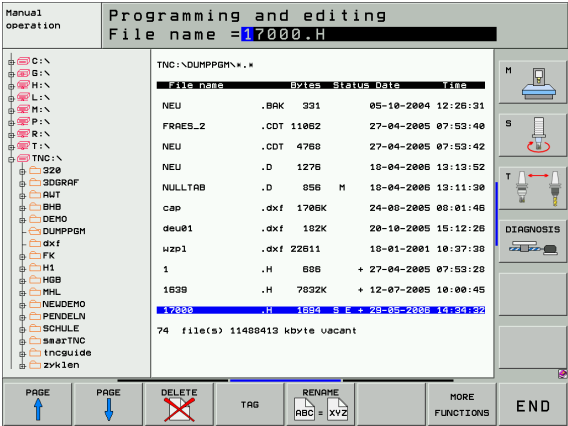 Manual
operation
Programming and editing
File name =17000.H
C:\
G:\
H:\
L:\
M:\
P:\
R:\
T:\
TNC:\
320
3DGRAF
AWT
BHB
DEMO
DUMPPGM
dxf
FK
H1
HGB
MHL
NEWDEMO
PENDELN
SCHULE
smarTNC
tncguide
zyklen
TNC:\DUMPPGM\*.*
File name Bytes Status Date Time
NEU .BAK 331 05-10-2004 12:26:31
FRAES_2 .CDT 11062 27-04-2005 07:53:40
NEU .CDT 4768 27-04-2005 07:53:42
NEU .D 1276 18-04-2006 13:13:52
NULLTAB .D 856 M 18-04-2006 13:11:30
cap .dxf 1706K 24-08-2005 08:01:46
deu01 .dxf 182K 20-10-2005 15:12:26
wzpl .dxf 22611 18-01-2001 10:37:38
1 .H 686 + 27-04-2005 07:53:28
1639 .H 7832K + 12-07-2005 10:00:45
17000 .H 1694 S E + 29-05-2006 14:34:32
74 file(s) 11488413 kbyte vacant
M
S
T
DIAGNOSIS
PAGE
PAGE
DELETE
TAG
RENAME
ABC = XYZ
MORE
FUNCTIONS
END